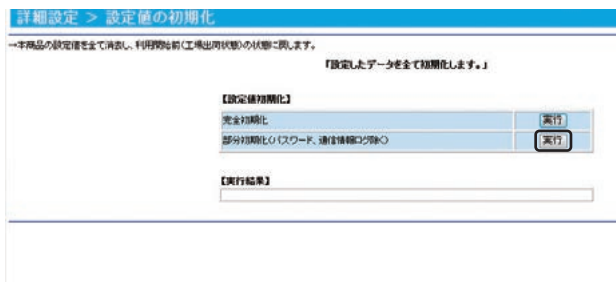 詳細設定 > 設定値の初期化
→本商品の設定値を全て消去し、利用開始前(工場出荷状態)の状態に戻します。
「設定したデータを全て初期化します。」
【設定値初期化】
完全初期化 実行
部分初期化(パスワード、通信情報ログ除く) 実行
【実行結果】